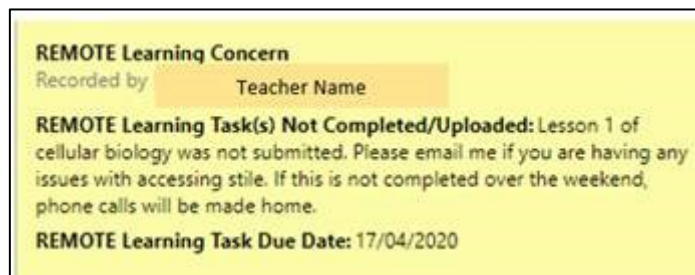 REMOTE Learning Concern
Recorded by Teacher Name
REMOTE Learning Task(s) Not Completed/Uploaded: Lesson 1 of
cellular biology was not submitted. Please email me if you are having any
issues with accessing stile. If this is not completed over the weekend,
phone calls will be made home.
REMOTE Learning Task Due Date: 17/04/2020